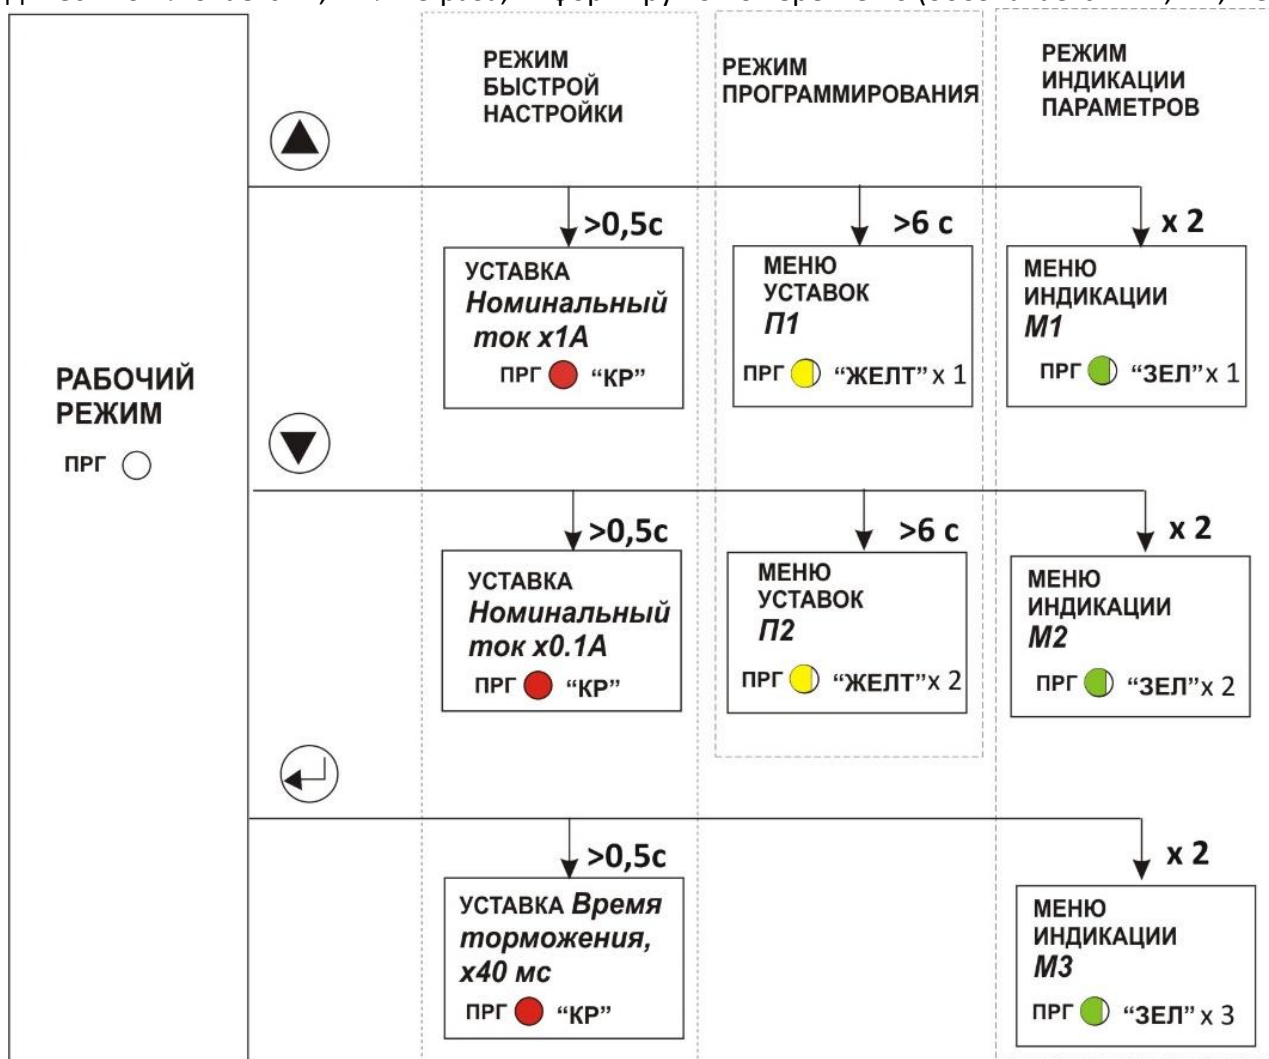 РЕЖИМ
БЫСТРОЙ
НАСТРОЙКИ
РЕЖИМ
ПРОГРАММИРОВАНИЯ
РЕЖИМ
ИНДИКАЦИИ
ПАРАМЕТРОВ
РАБОЧИЙ
РЕЖИМ
ПРГ
>0,5с
>6 с
х 2
УСТАВКА
Номинальный
ток х1А
ПРГ "КР"
МЕНЮ
УСТАВОК
П1
ПРГ "ЖЕЛТ" х 1
МЕНЮ
ИНДИКАЦИИ
М1
ПРГ "ЗЕЛ" х 1
>0,5с
>6 с
х 2
УСТАВКА
Номинальный
ток х0.1А
ПРГ "КР"
МЕНЮ
УСТАВОК
П2
ПРГ "ЖЕЛТ" х 2
МЕНЮ
ИНДИКАЦИИ
М2
ПРГ "ЗЕЛ" х 2
>0,5с
х 2
УСТАВКА Время
торможения,
х40 мс
ПРГ "КР"
МЕНЮ
ИНДИКАЦИИ
М3
ПРГ "ЗЕЛ" х 3